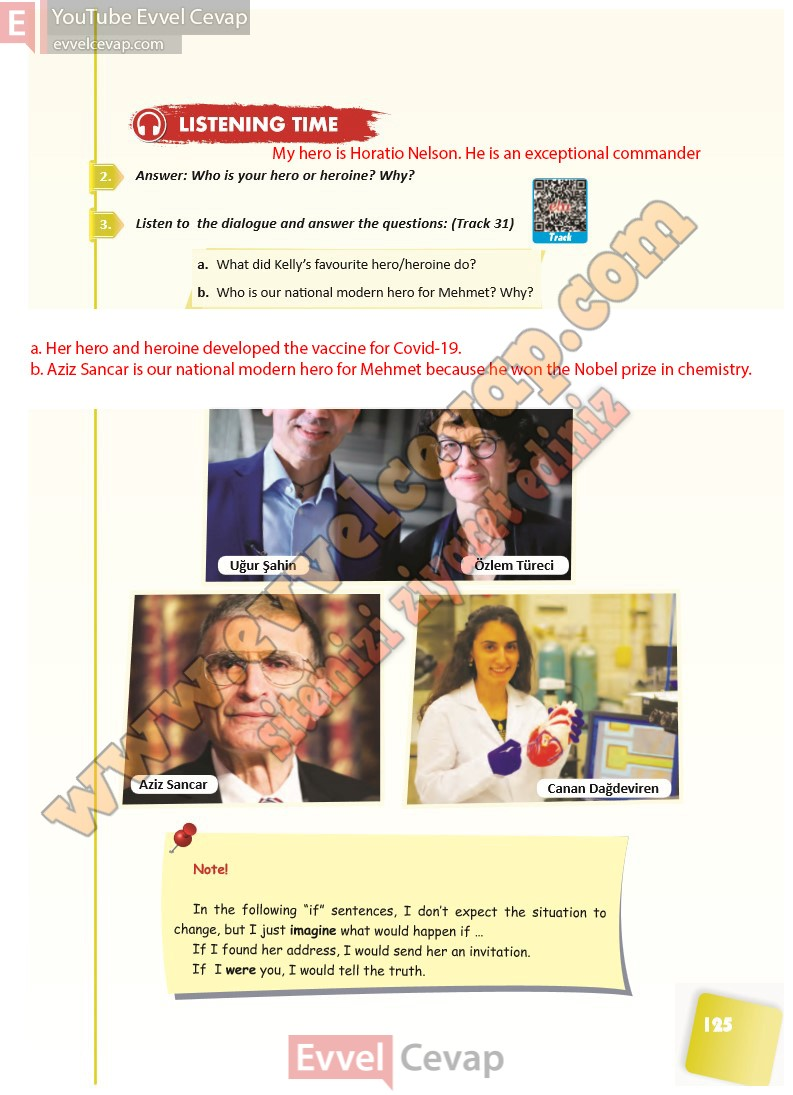 E
YouTube Evvel Cevap
evvelcevap.com
LISTENING TIME
My hero is Horatio Nelson. He is an exceptional commander
2. Answer: Who is your hero or heroine? Why?
3. Listen to the dialogue and answer the questions: (Track 31)
Track
a. What did Kelly's favourite hero/heroine do?
b. Who is our national modern hero for Mehmet? Why?
a. Her hero and heroine developed the vaccine for Covid-19.
b. Aziz Sancar is our national modern hero for Mehmet because he won the Nobel prize in chemistry.
www.evvelcevap.com
sitemizi ziyaret ediniz
Uğur Şahin
Özlem Türeci
Aziz Sancar
Canan Dağdeviren
Note!
In the following “if” sentences, I don’t expect the situation to
change, but I just imagine what would happen if ...
If I found her address, I would send her an invitation.
If I were you, I would tell the truth.
125
Evvel Cevap